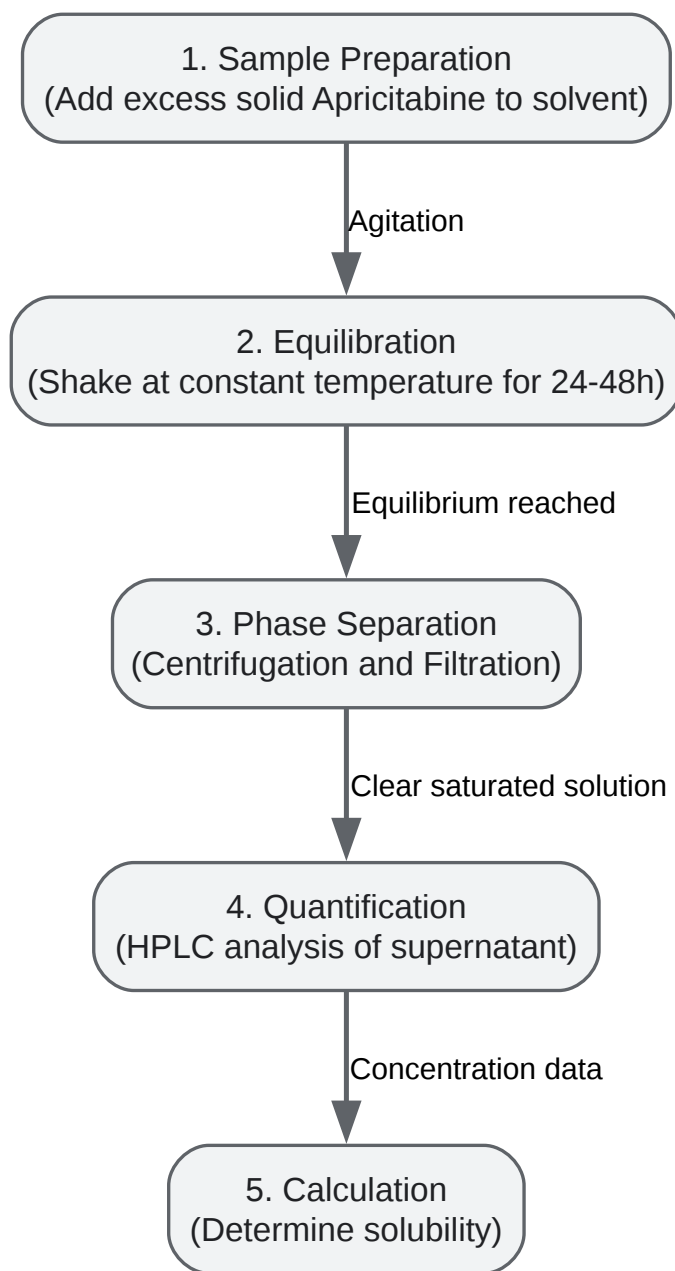 1. Sample Preparation
(Add excess solid Apricitabine to solvent)
Agitation
2. Equilibration
(Shake at constant temperature for 24-48h)
Equilibrium reached
3. Phase Separation
(Centrifugation and Filtration)
Clear saturated solution
4. Quantification
(HPLC analysis of supernatant)
Concentration data
5. Calculation
(Determine solubility)